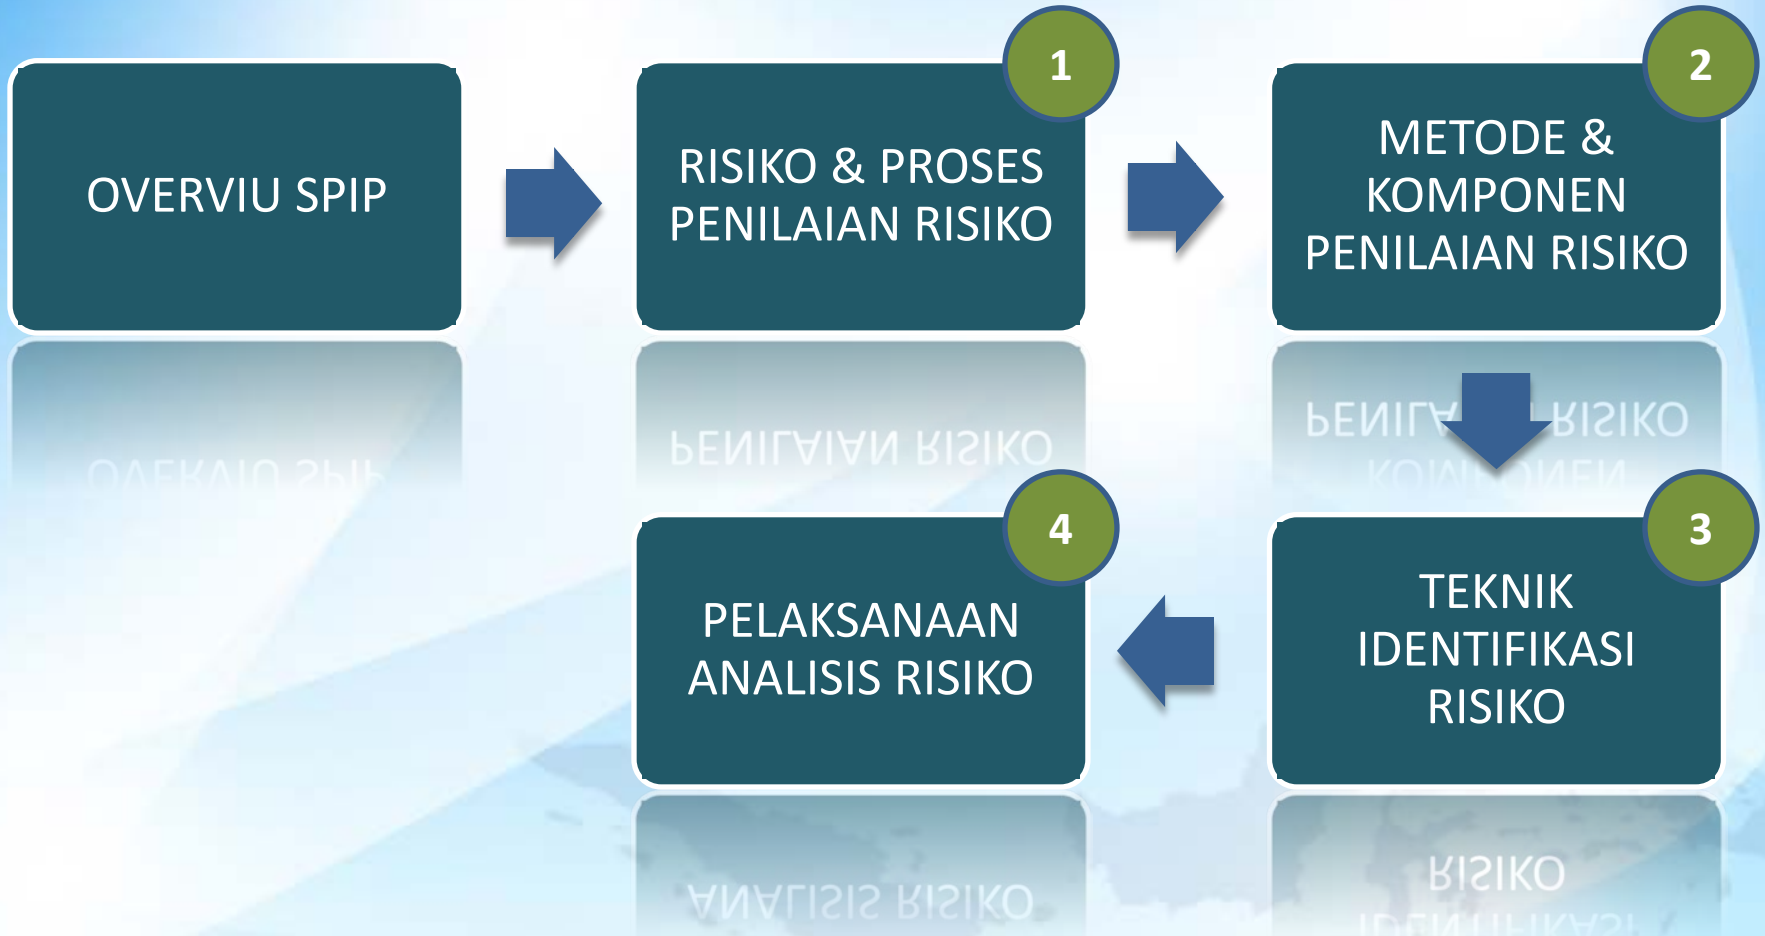 OVERVIU SPIP
1
RISIKO & PROSES
PENILAIAN RISIKO
2
METODE &
KOMPONEN
PENILAIAN RISIKO
3
TEKNIK
IDENTIFIKASI
RISIKO
4
PELAKSANAAN
ANALISIS RISIKO